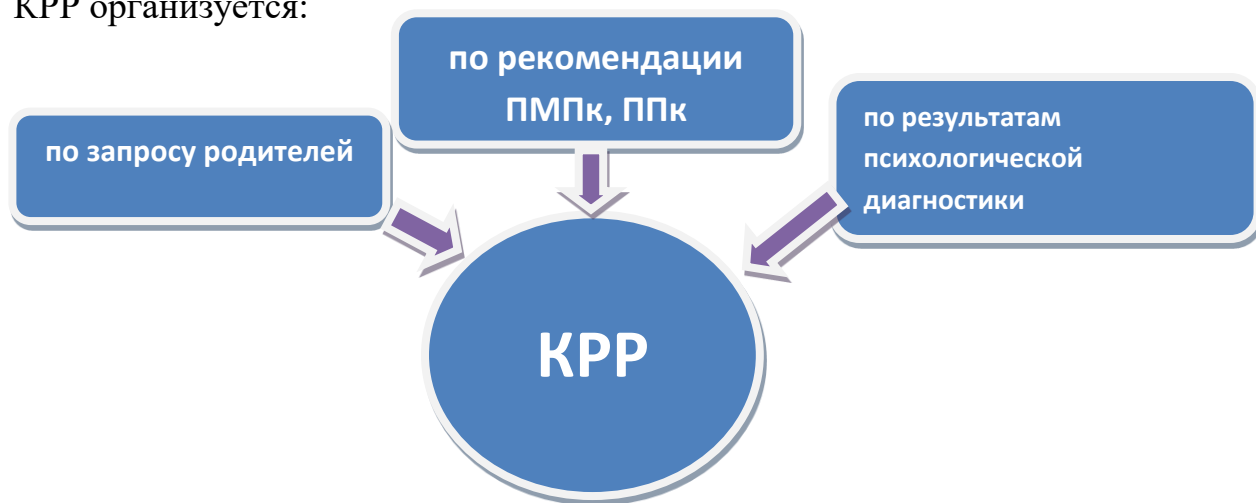 КРР организуется:
по рекомендации
ПМПк, ППк
по запросу родителей
по результатам
психологической
диагностики
КРР